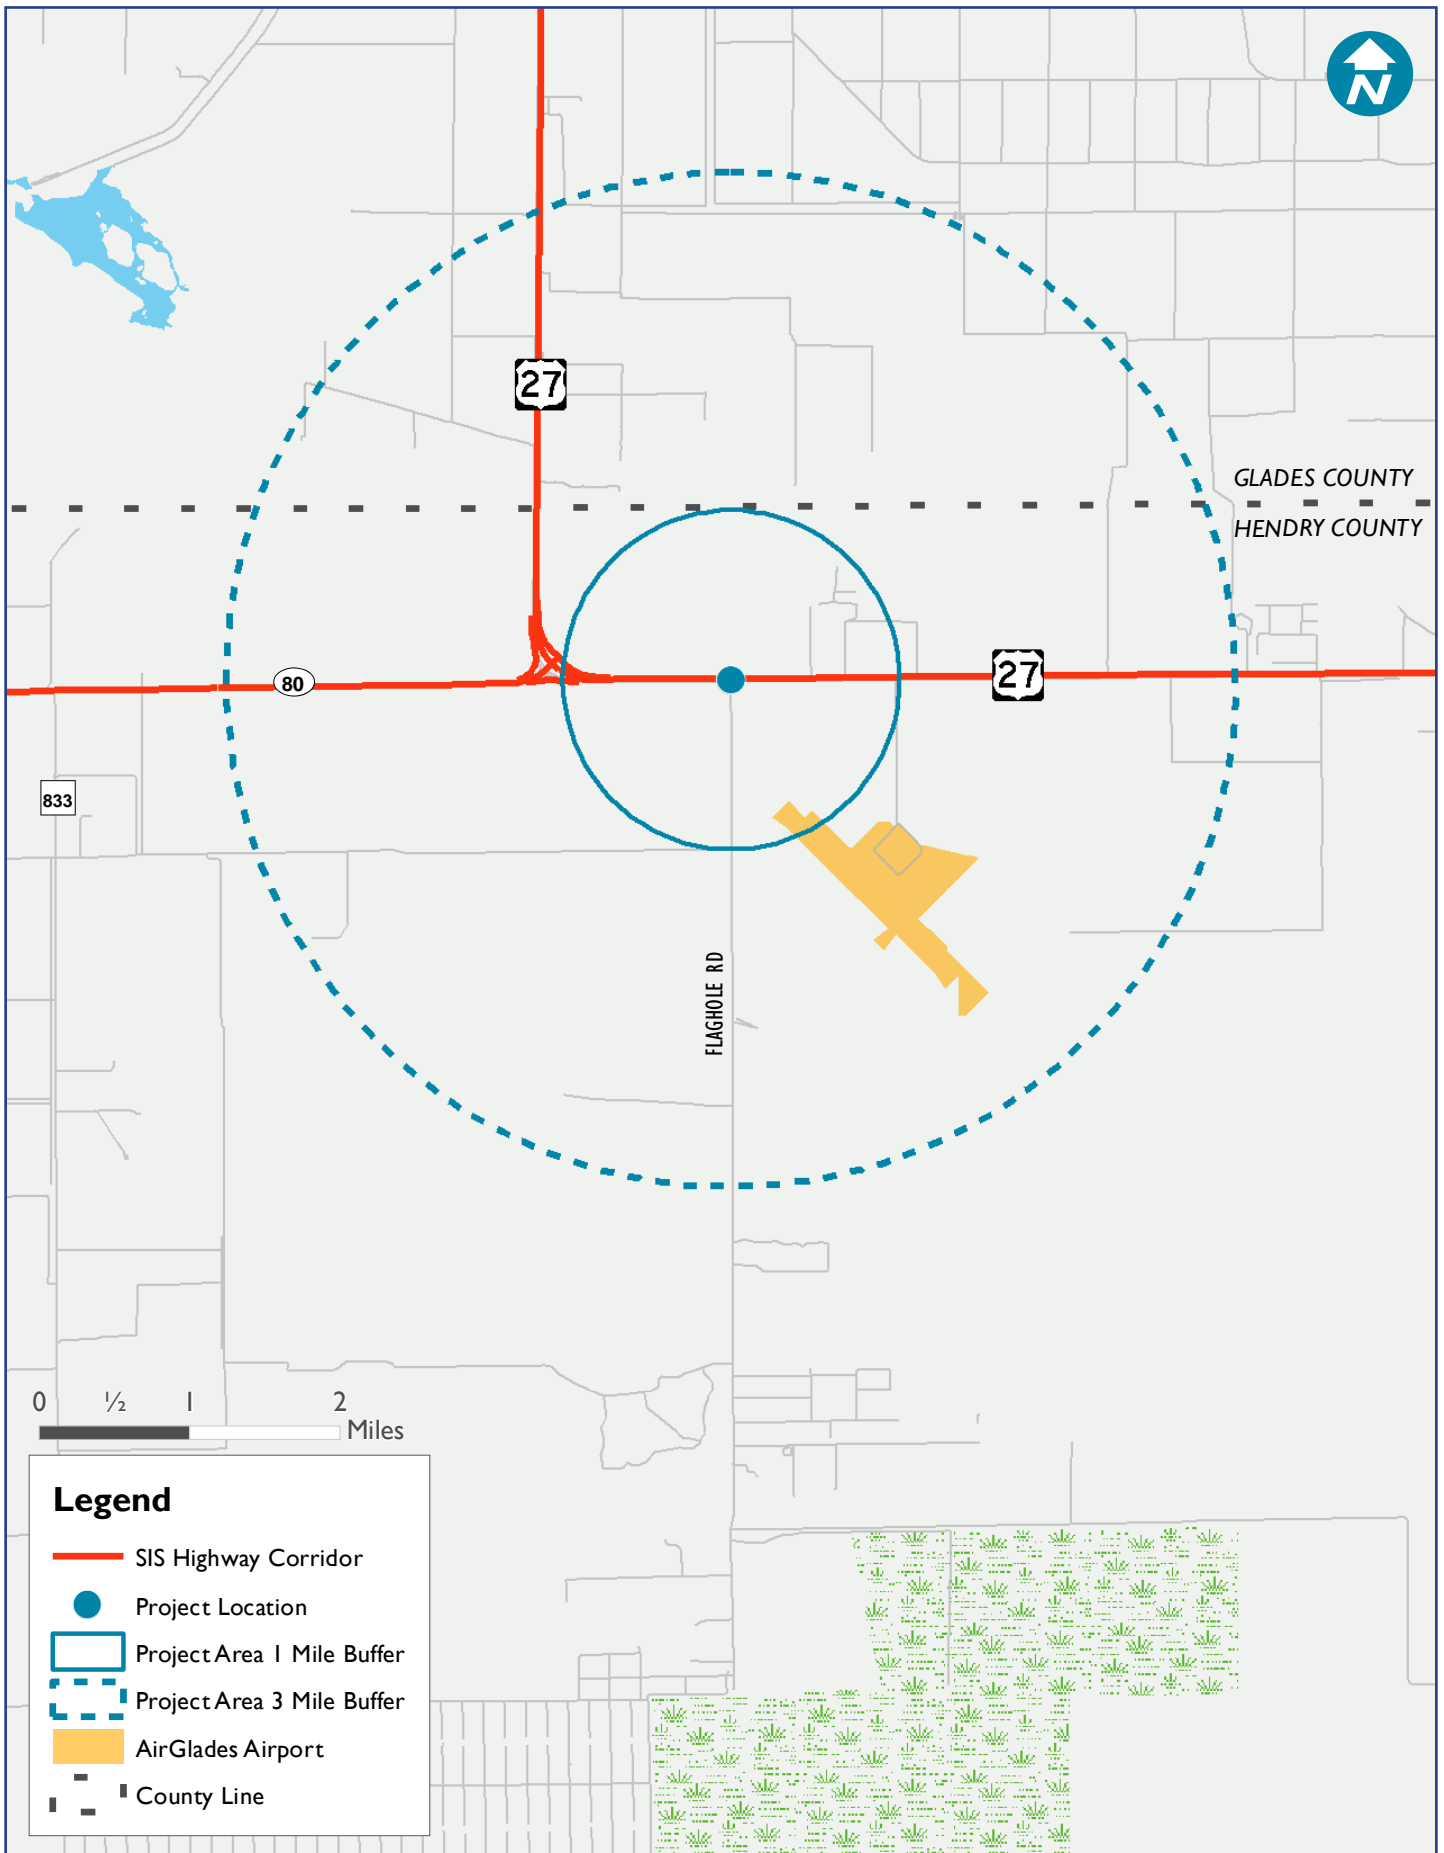 N
27
GLADES COUNTY
HENDRY COUNTY
80
27
833
FLAGHOLE RD
0 ½ 1 2
Miles
Legend
SIS Highway Corridor
Project Location
Project Area 1 Mile Buffer
Project Area 3 Mile Buffer
AirGlades Airport
County Line